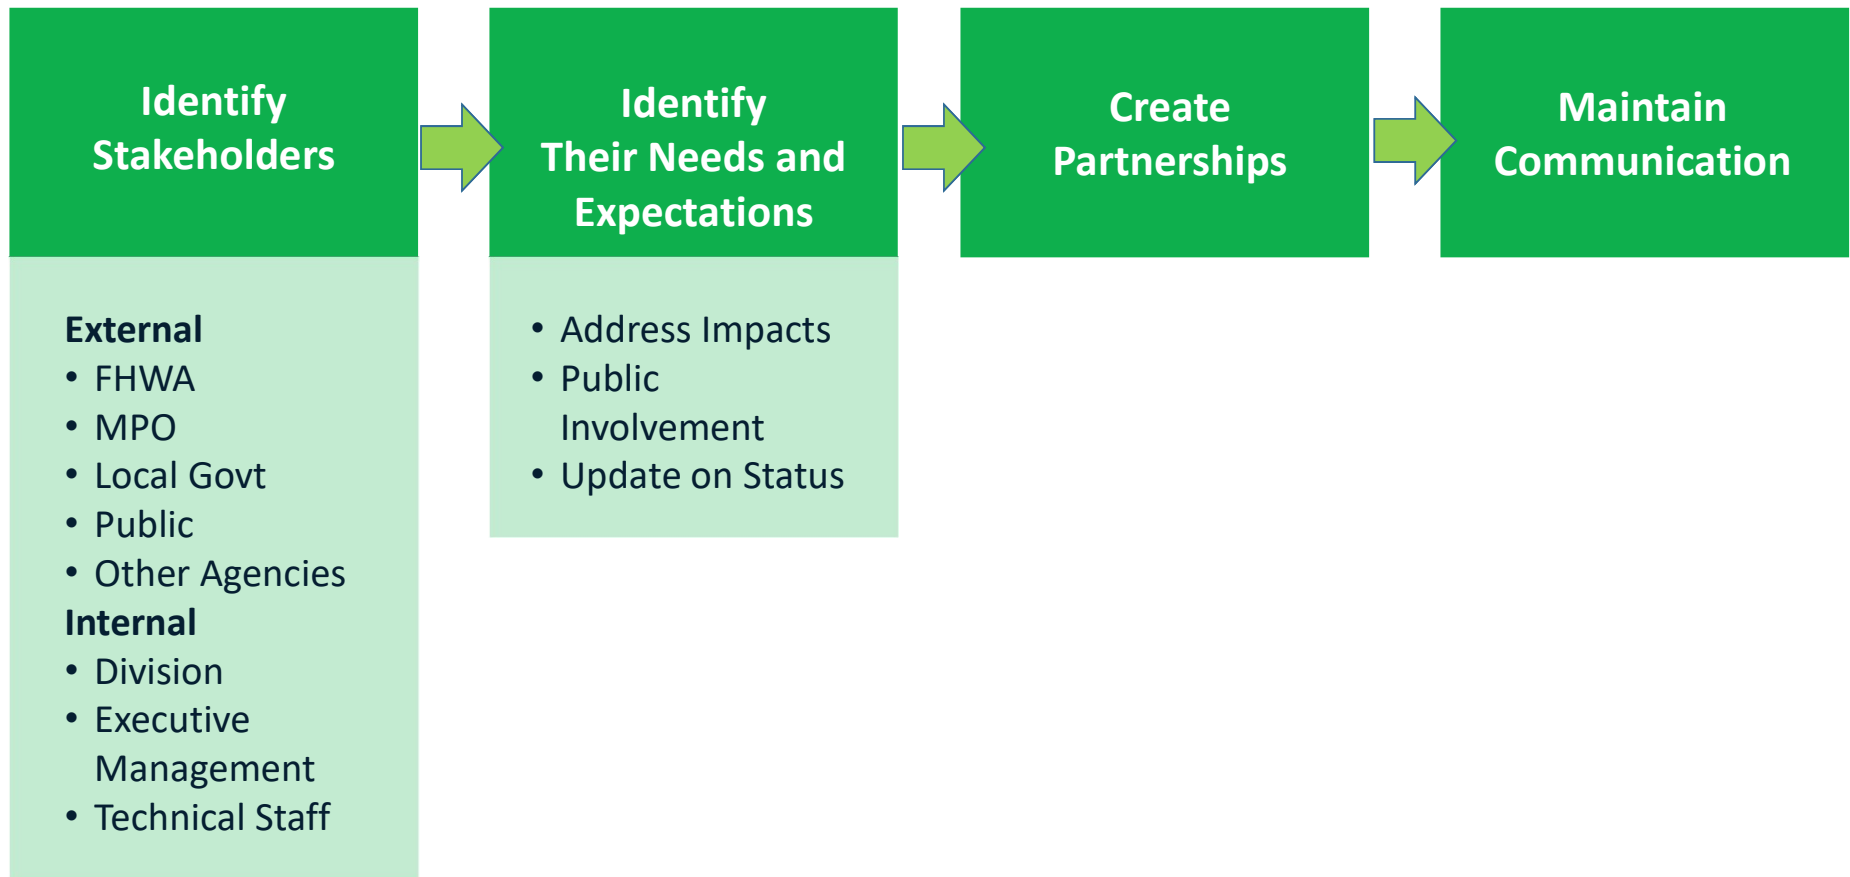 Identify
Stakeholders
Identify
Their Needs and
Expectations
Create
Partnerships
Maintain
Communication
External
• FHWA
• MPO
• Local Govt
• Public
• Other Agencies
Internal
• Division
• Executive
Management
• Technical Staff
• Address Impacts
• Public
Involvement
• Update on Status